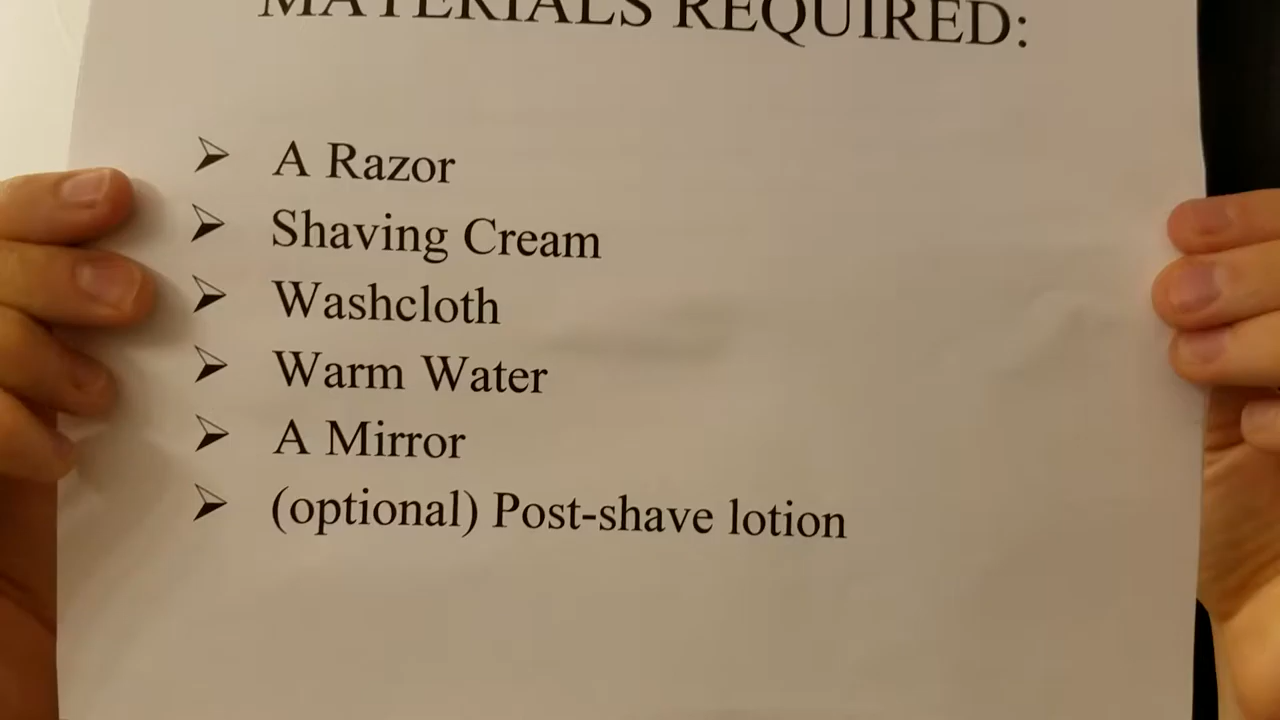 MATERIALS REQUIRED:
A Razor
Shaving Cream
Washcloth
Warm Water
A Mirror
(optional) Post-shave lotion